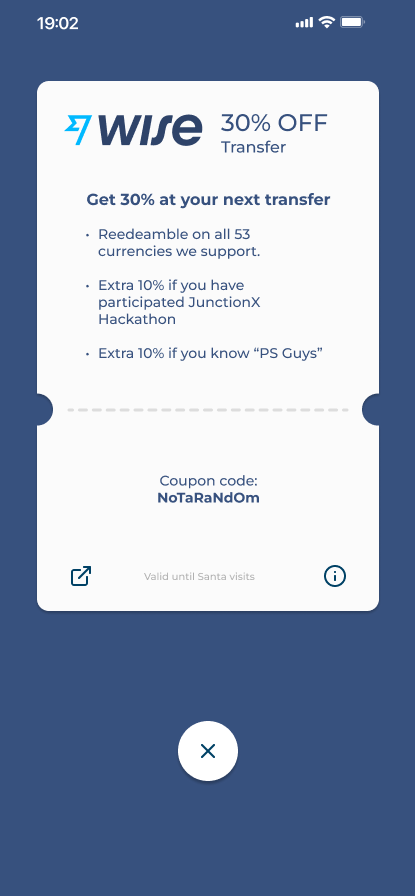 19:02
WISE
30% OFF
Transfer
Get 30% at your next transfer
• Reedeamble on all 53
currencies we support.
• Extra 10% if you have
participated JunctionX
Hackathon
• Extra 10% if you know “PS Guys”
Coupon code:
NoTaRaNdOm
Valid until Santa visits